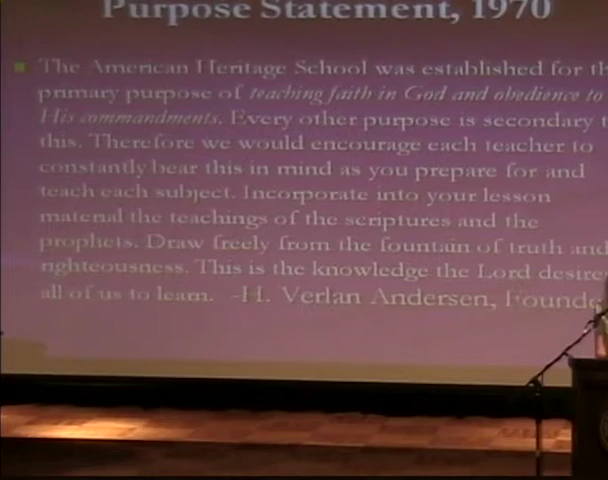 Purpose Statement, 1970
The American Heritage School was established for th
primary purpose of teaching faith in God and obedience to
His commandments. Every other purpose is secondary t
this. Therefore we would encourage each teacher to
constantly bear this in mind as you prepare for and
teach each subject. Incorporate into your lesson
material the teachings of the scriptures and the
prophets. Draw freely from the fountain of truth and
righteousness. This is the knowledge the Lord desire
all of us to learn. -H. Verlan Andersen, Founde